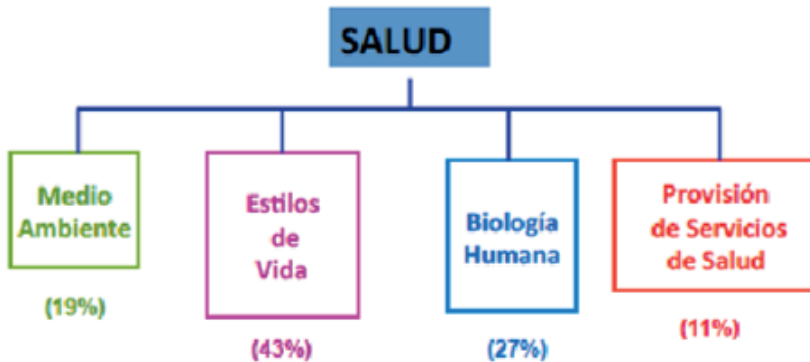 SALUD
Medio
Ambiente
(19%)
Estilos
de
Vida
(43%)
Biología
Humana
(27%)
Provisión
de Servicios
de Salud
(11%)